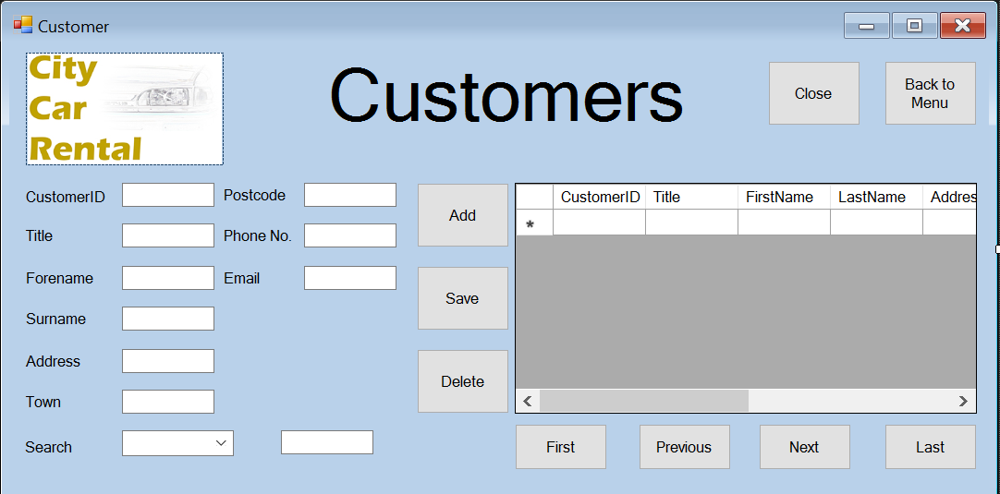 Customer
City
Car
Rental
Customers
Close
Back to
Menu
CustomerID
Postcode
Title
Phone No.
Forename
Email
Surname
Address
Town
Search
Add
Save
Delete
CustomerID Title FirstName LastName Addres
*
First
Previous
Next
Last